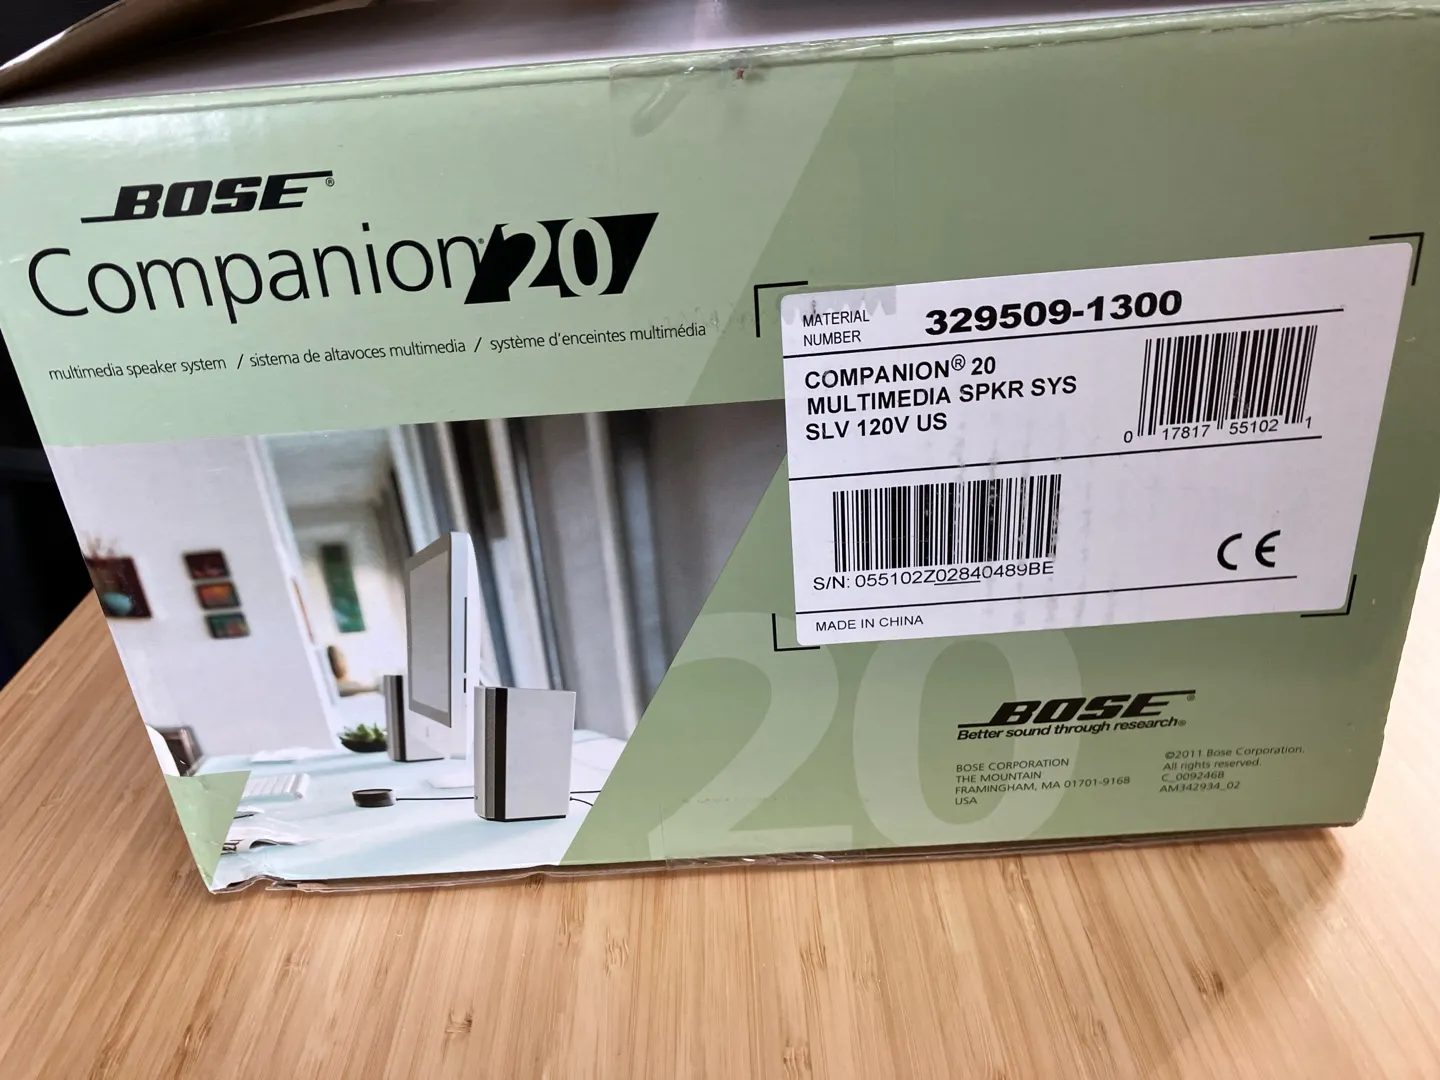 BOSE®
Companion® 20
multimedia speaker system / sistema de altavoces multimedia / système d'enceintes multimédia
MATERIAL
NUMBER
329509-1300
COMPANION® 20
MULTIMEDIA SPKR SYS
SLV 120V US
0 17817 55102 1
S/N: 055102Z02840489BE
CE
MADE IN CHINA
20
BOSE®
Better sound through research®
BOSE CORPORATION
THE MOUNTAIN
FRAMINGHAM, MA 01701-9168
USA
©2011 Bose Corporation.
All rights reserved.
C_009246B
AM342934_02